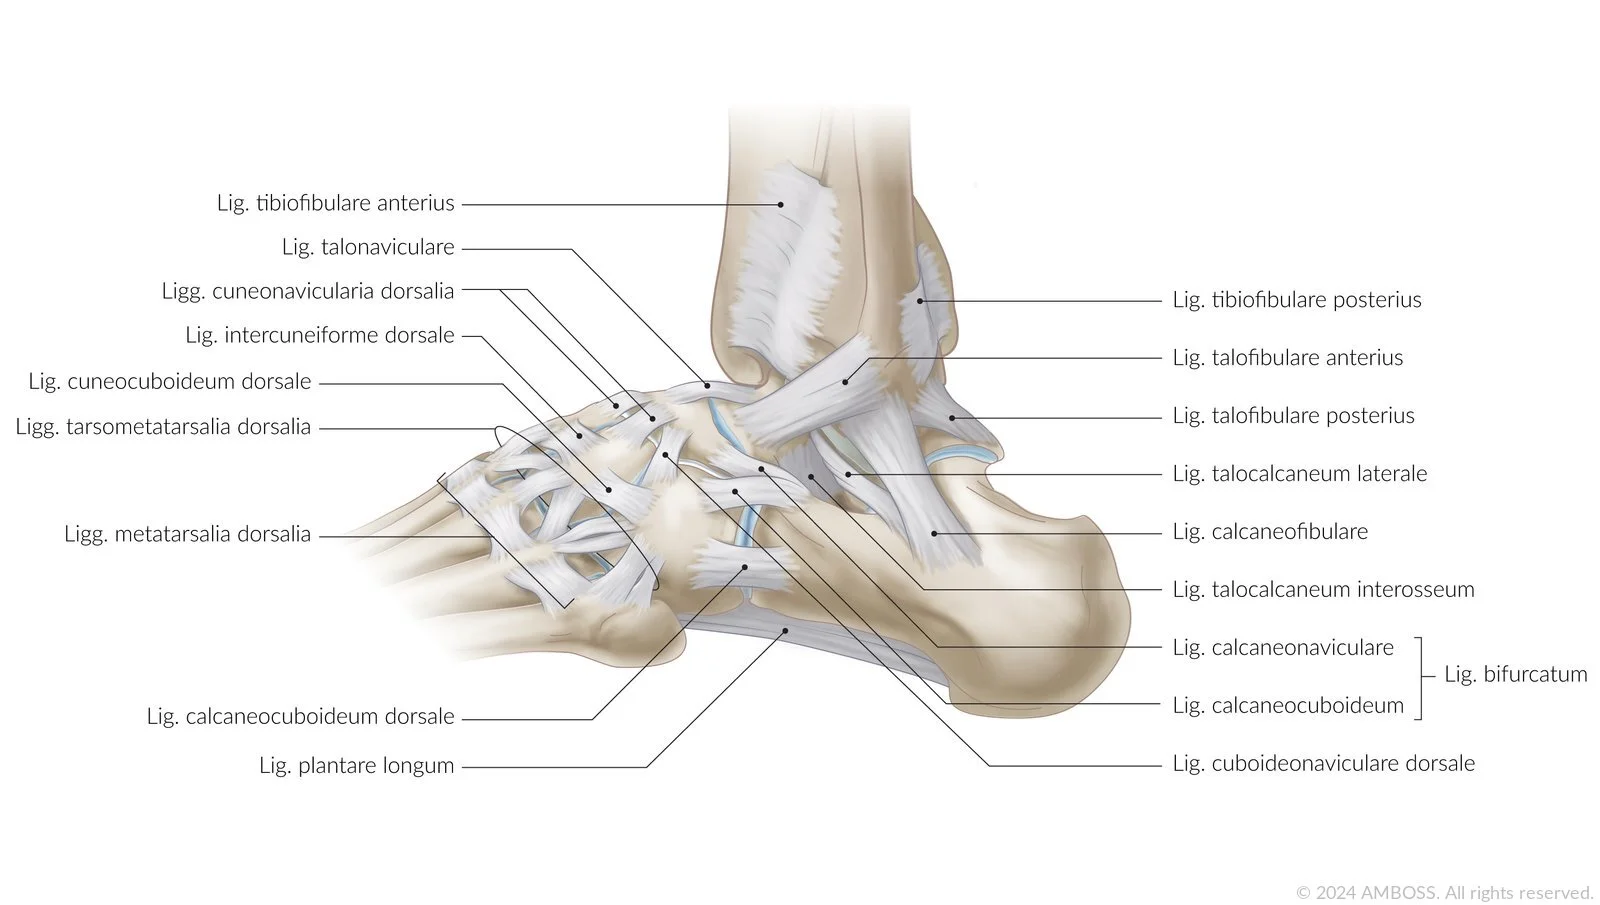 Lig. tibiofibulare anterius
Lig. talonaviculare
Ligg. cuneonavicularia dorsalia
Lig. intercuneiforme dorsale
Lig. cuneocuboideum dorsale
Ligg. tarsometatarsalia dorsalia
Ligg. metatarsalia dorsalia
Lig. calcaneocuboideum dorsale
Lig. plantare longum
Lig. tibiofibulare posterius
Lig. talofibulare anterius
Lig. talofibulare posterius
Lig. talocalcaneum laterale
Lig. calcaneofibulare
Lig. talocalcaneum interosseum
Lig. calcaneonaviculare
Lig. bifurcatum
Lig. calcaneocuboideum
Lig. cuboideonaviculare dorsale
© 2024 AMBOSS. All rights reserved.